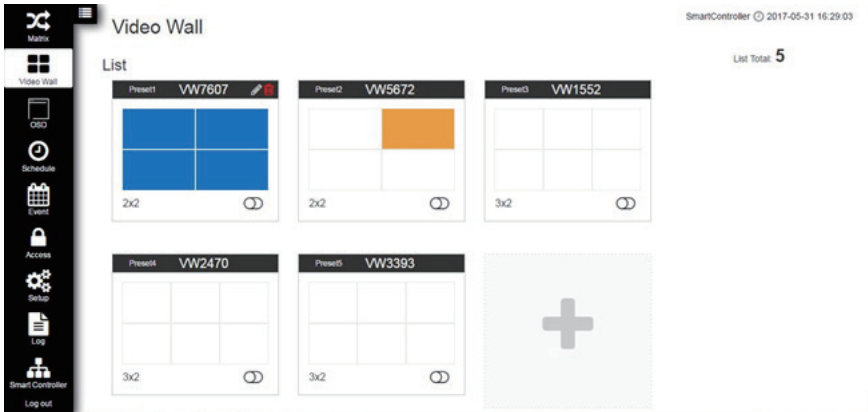 Matrix
Video Wall
OSD
Schedule
Event
Access
Setup
Log
Smart Controller
Log out
Video Wall
SmartController 2017-05-31 16:29:03
List
List Total: 5
Preset1 VW7607
2x2
Preset2 VW5672
2x2
Preset3 VW1552
3x2
Preset4 VW2470
3x2
Preset5 VW3393
3x2